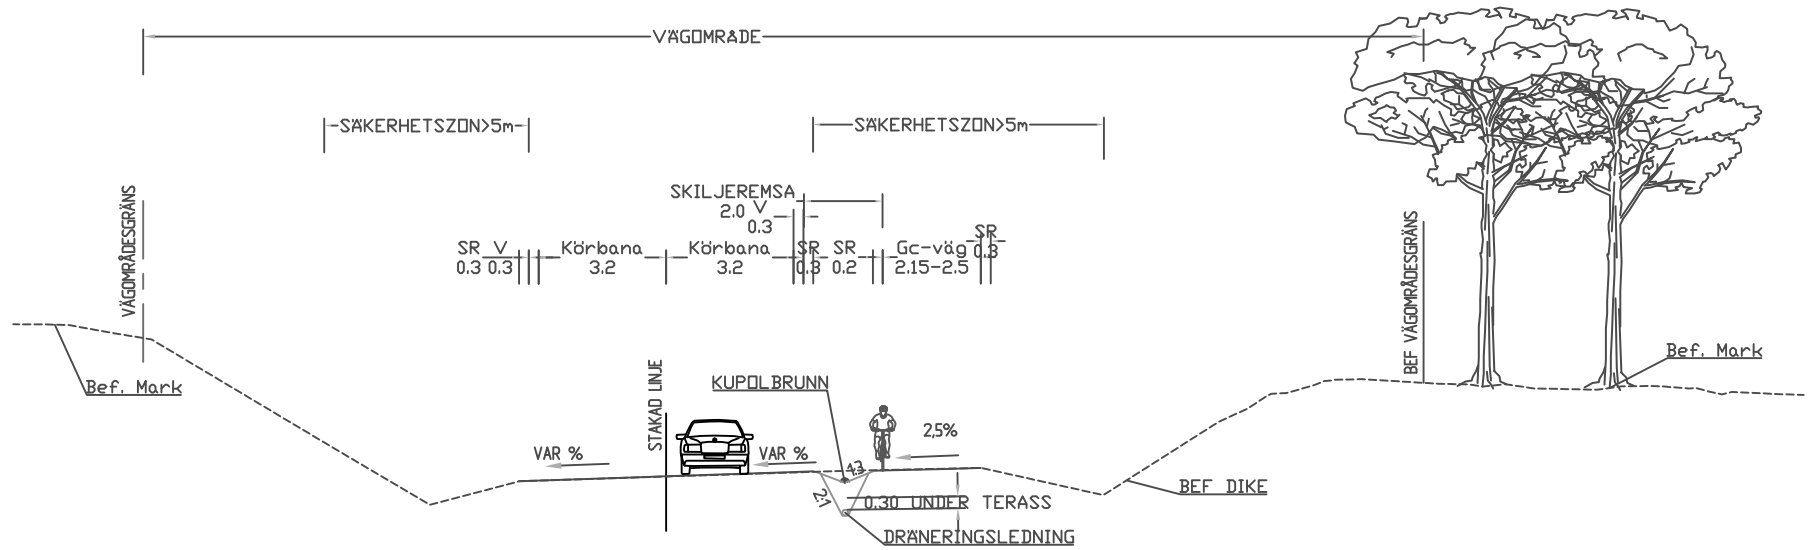 VÄGOMRÅDE
SÄKERHETSZON>5m
SÄKERHETSZON>5m
SKILJEREMSA
2.0 V
0.3
SR V
0.3 0.3
Körbana
3.2
Körbana
3.2
SR
0.3
SR
0.2
Gc-väg
2.15-2.5
SR
0.3
VÄGOMRÅDESGRÄNS
BEF VÄGOMRÅDESGRÄNS
Bef. Mark
Bef. Mark
STAKAD LINJE
KUPOLBRUNN
VAR %
VAR %
2,5%
1:3
2:1
0.30 UNDER TERASS
BEF DIKE
DRÄNERINGSLEDNING